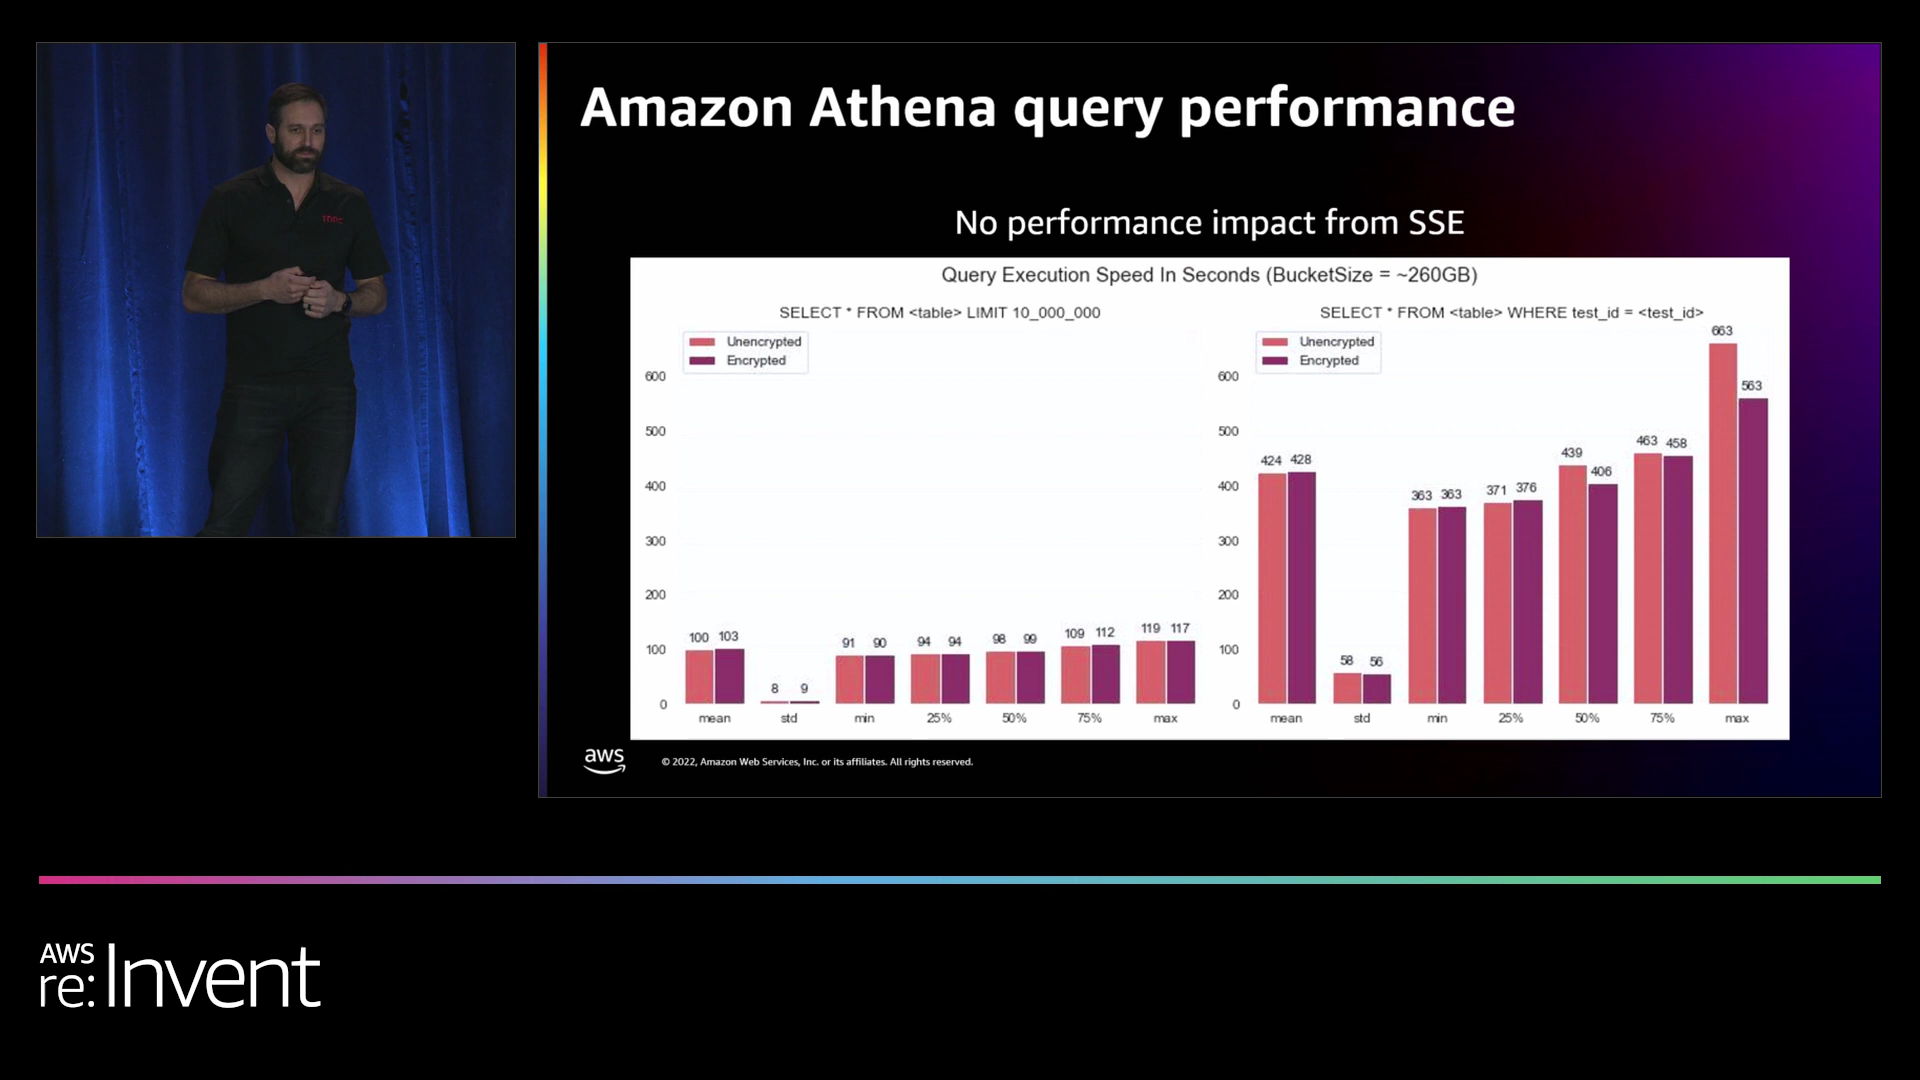 Amazon Athena query performance
No performance impact from SSE
Query Execution Speed In Seconds (BucketSize = ~260GB)
SELECT * FROM <table> LIMIT 10_000_000
Unencrypted
Encrypted
600
500
400
300
200
100
0
100 103
8 9
91 90
94 94
98 99
109 112
119 117
mean std min 25% 50% 75% max
SELECT * FROM <table> WHERE test_id = <test_id>
Unencrypted
Encrypted
600
500
400
300
200
100
0
424 428
58 56
363 363
371 376
439 406
463 458
663 563
mean std min 25% 50% 75% max
aws
© 2022, Amazon Web Services, Inc. or its affiliates. All rights reserved.
AWS
re:Invent